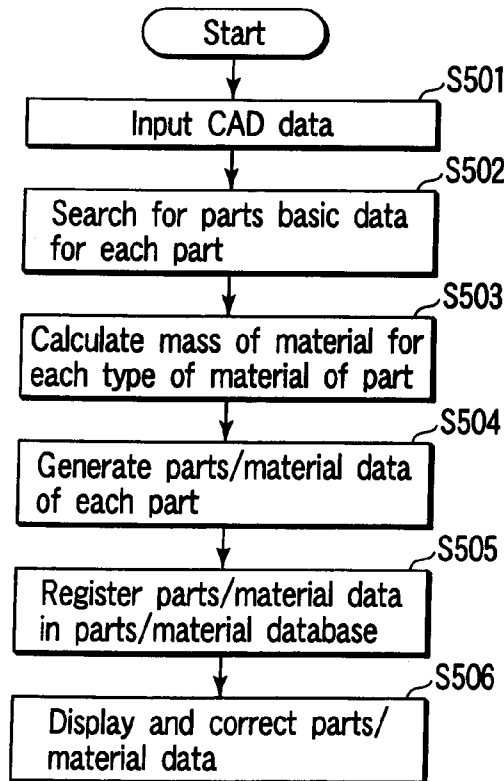 Start
S501
Input CAD data
S502
Search for parts basic data
for each part
S503
Calculate mass of material for
each type of material of part
S504
Generate parts/material data
of each part
S505
Register parts/material data
in parts/material database
S506
Display and correct parts/
material data